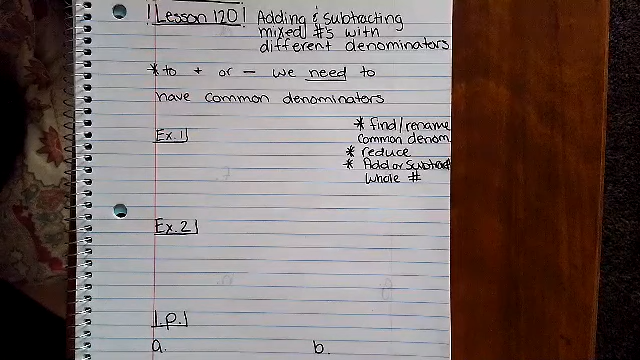 Lesson 120 Adding & subtracting
mixed #'s with
different denominators
* to + or - we need to
have common denominators
Ex. 1
* find/rename
common denom
* reduce
* Add or subtract
whole #
Ex. 2
I.P.
a. b.